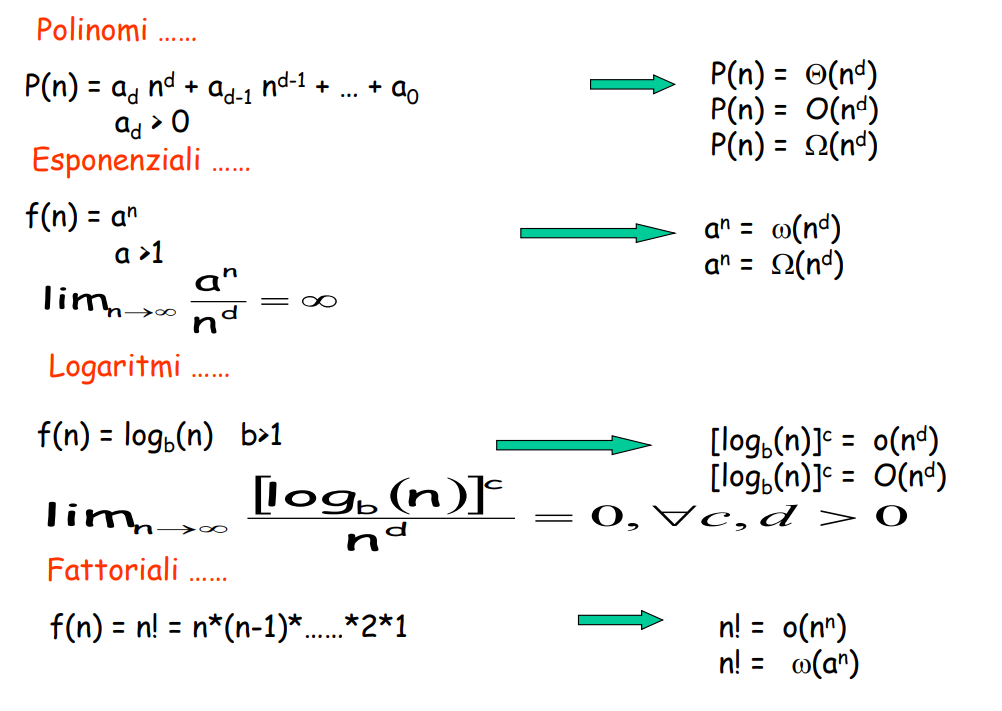 Polinomi ……
P(n) = a_d n^d + a_{d-1} n^{d-1} + … + a_0
a_d > 0
P(n) = Θ(n^d)
P(n) = O(n^d)
P(n) = Ω(n^d)
Esponenziali ……
f(n) = a^n
a >1
a^n = ω(n^d)
a^n = Ω(n^d)
lim_{n→∞} a^n / n^d = ∞
Logaritmi ……
f(n) = log_b(n) b>1
[log_b(n)]^c = o(n^d)
[log_b(n)]^c = O(n^d)
lim_{n→∞} [log_b(n)]^c / n^d = 0, ∀c, d > 0
Fattoriali ……
f(n) = n! = n*(n-1)*……*2*1
n! = o(n^n)
n! = ω(a^n)